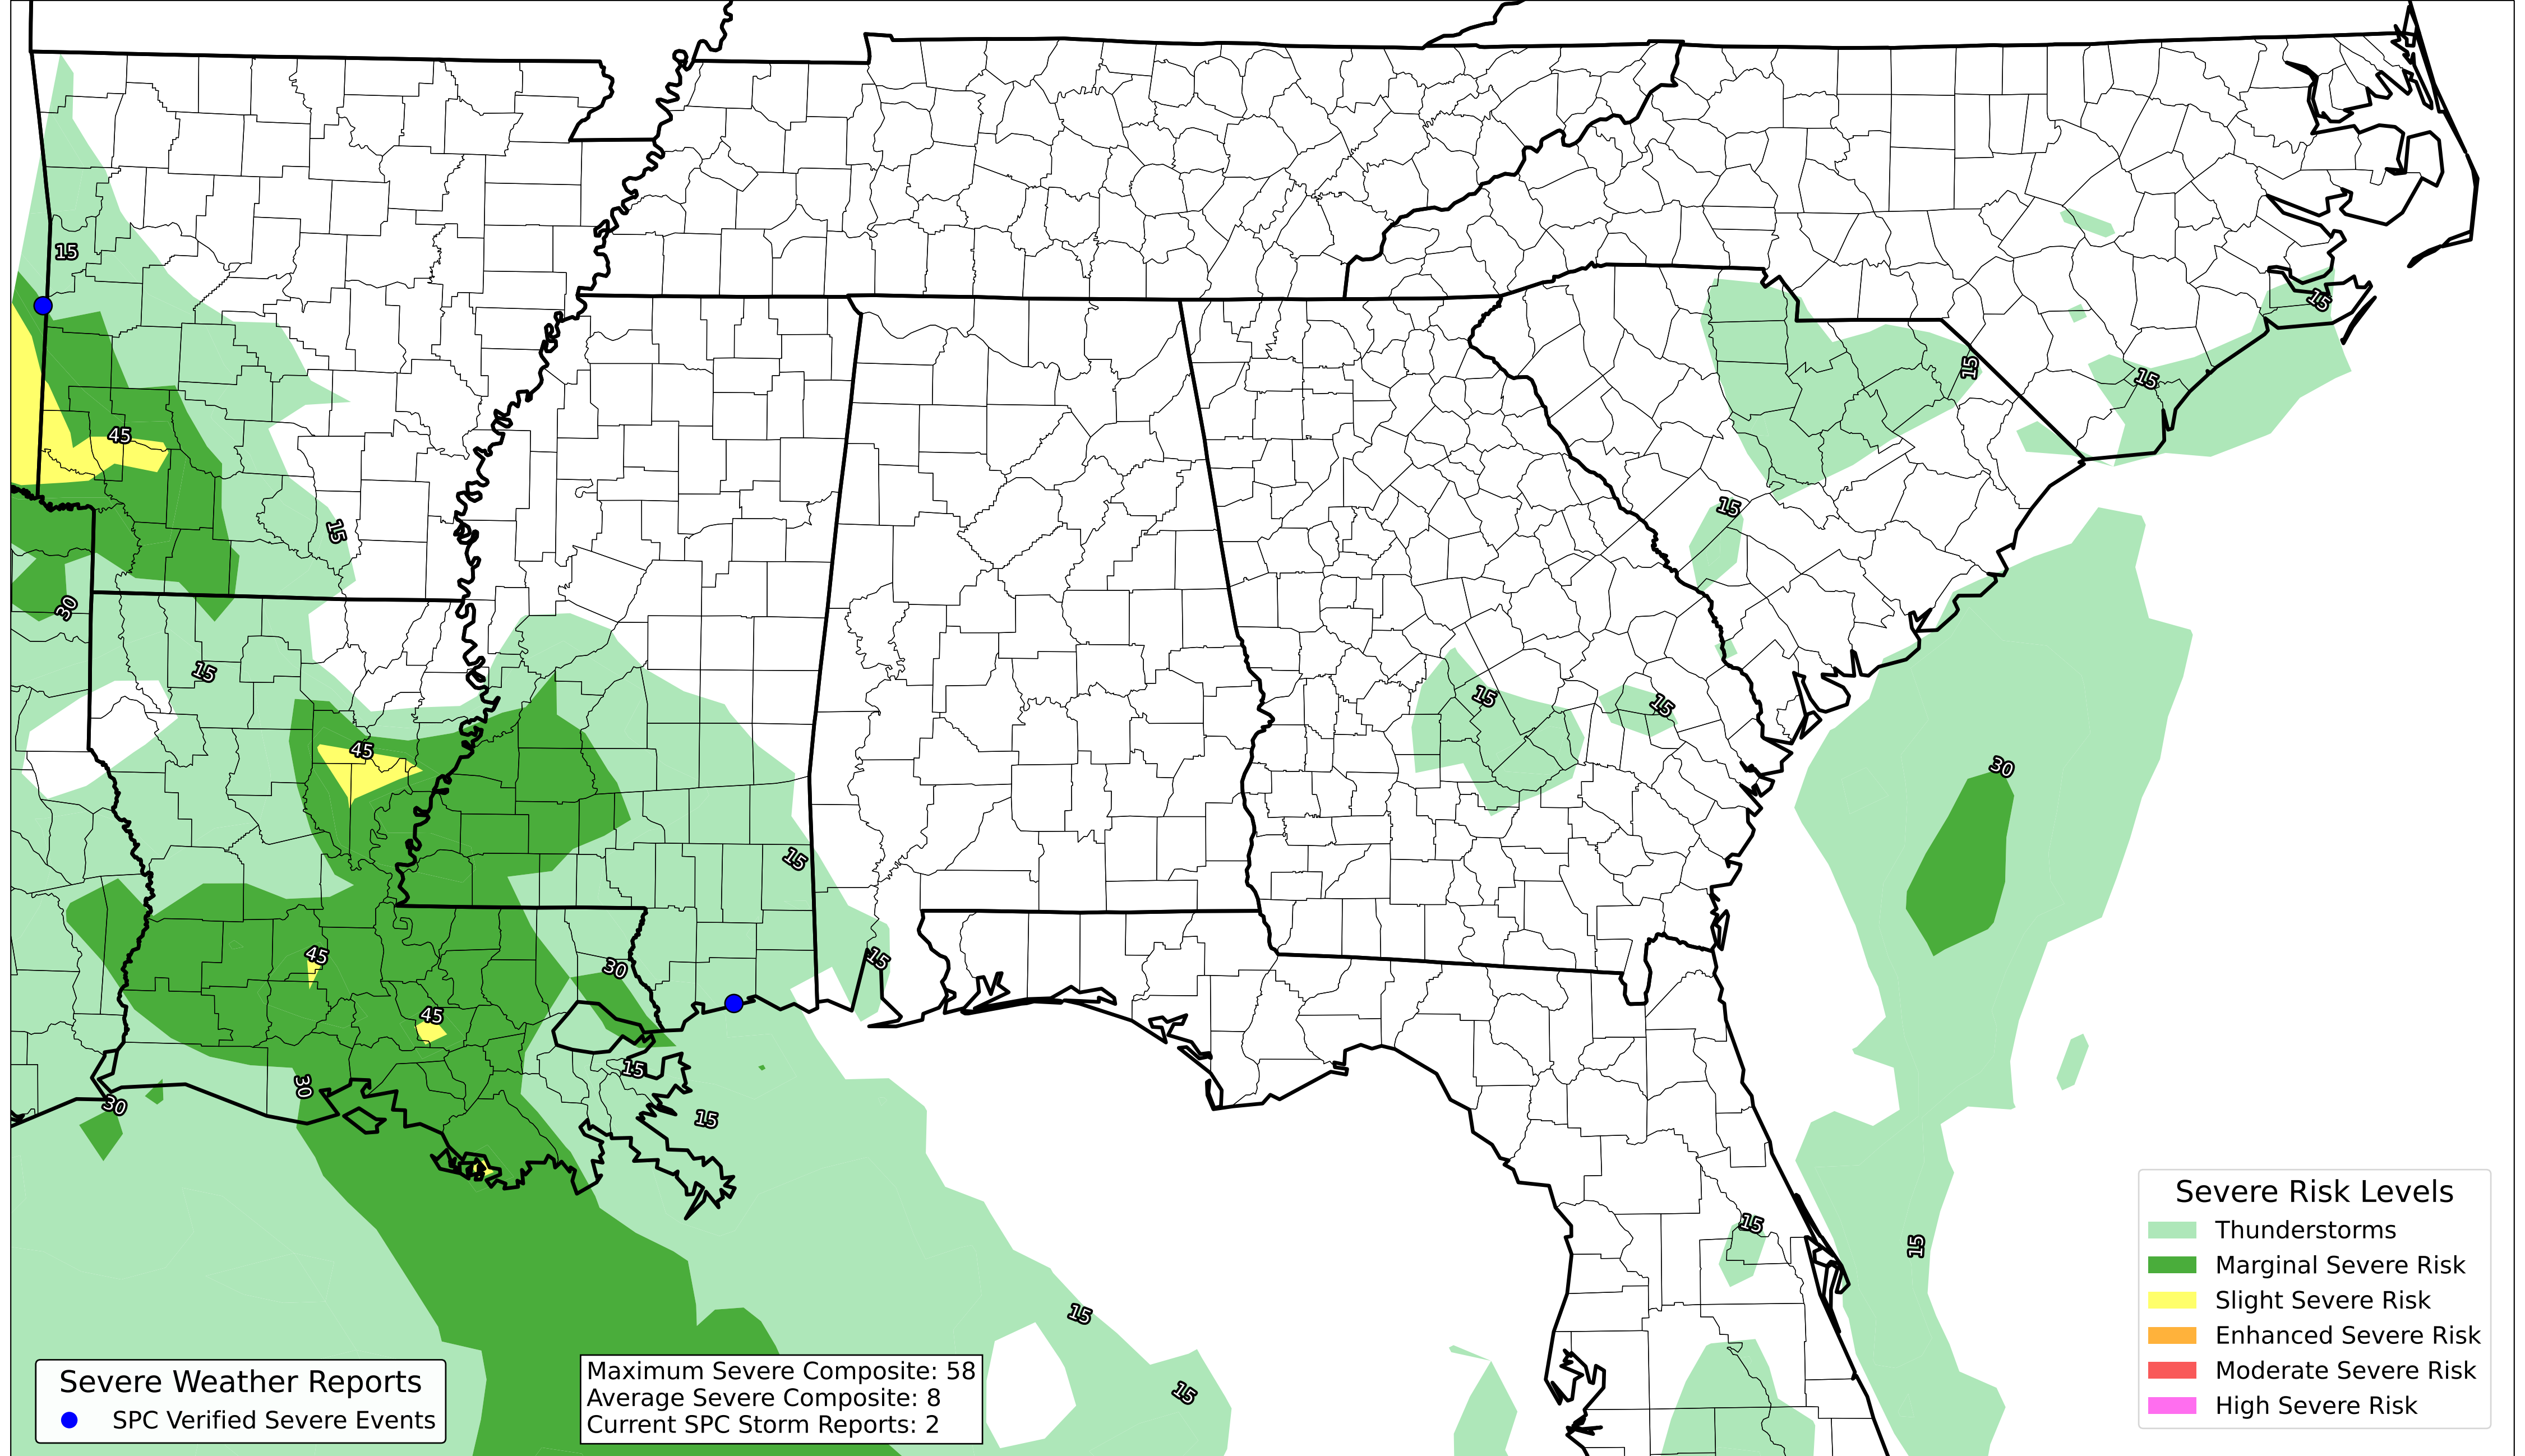 15
15
15
15
45
15
30
15
15
45
15
15
30
15
45
30
15
45
15
30
30
15
15
15
15
15
Severe Risk Levels
Thunderstorms
Marginal Severe Risk
Slight Severe Risk
Enhanced Severe Risk
Moderate Severe Risk
High Severe Risk
Severe Weather Reports
SPC Verified Severe Events
Maximum Severe Composite: 58
Average Severe Composite: 8
Current SPC Storm Reports: 2
15